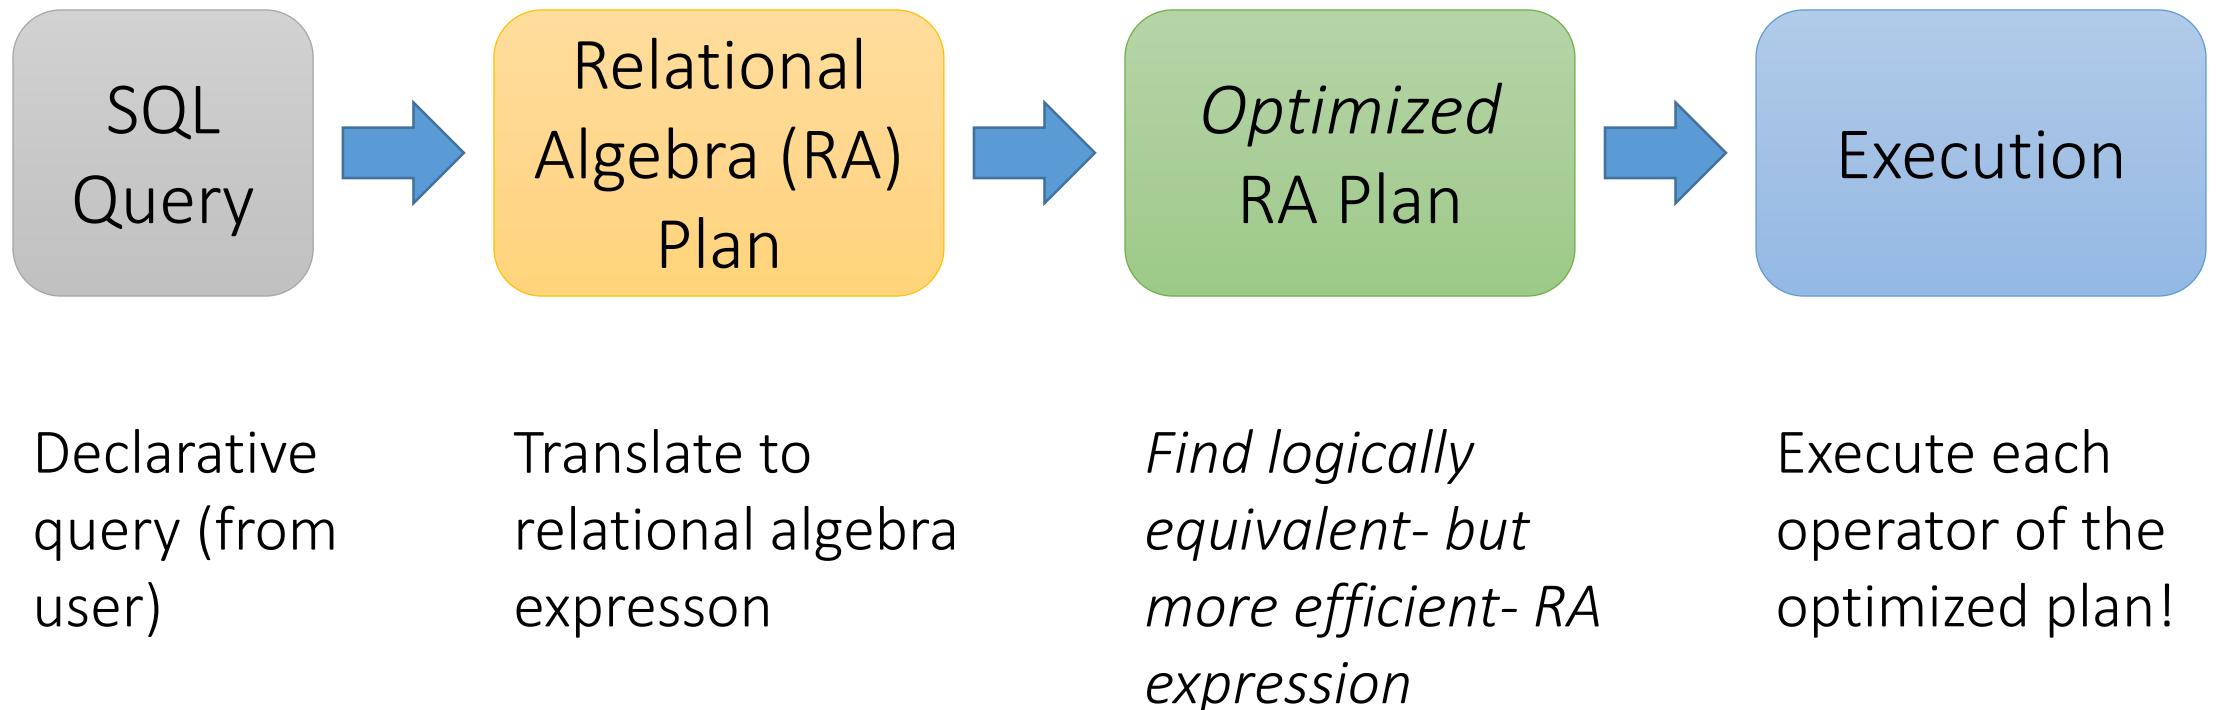 SQL
Query
Relational
Algebra (RA)
Plan
Optimized
RA Plan
Execution
Declarative
query (from
user)
Translate to
relational algebra
expresson
Find logically
equivalent- but
more efficient- RA
expression
Execute each
operator of the
optimized plan!